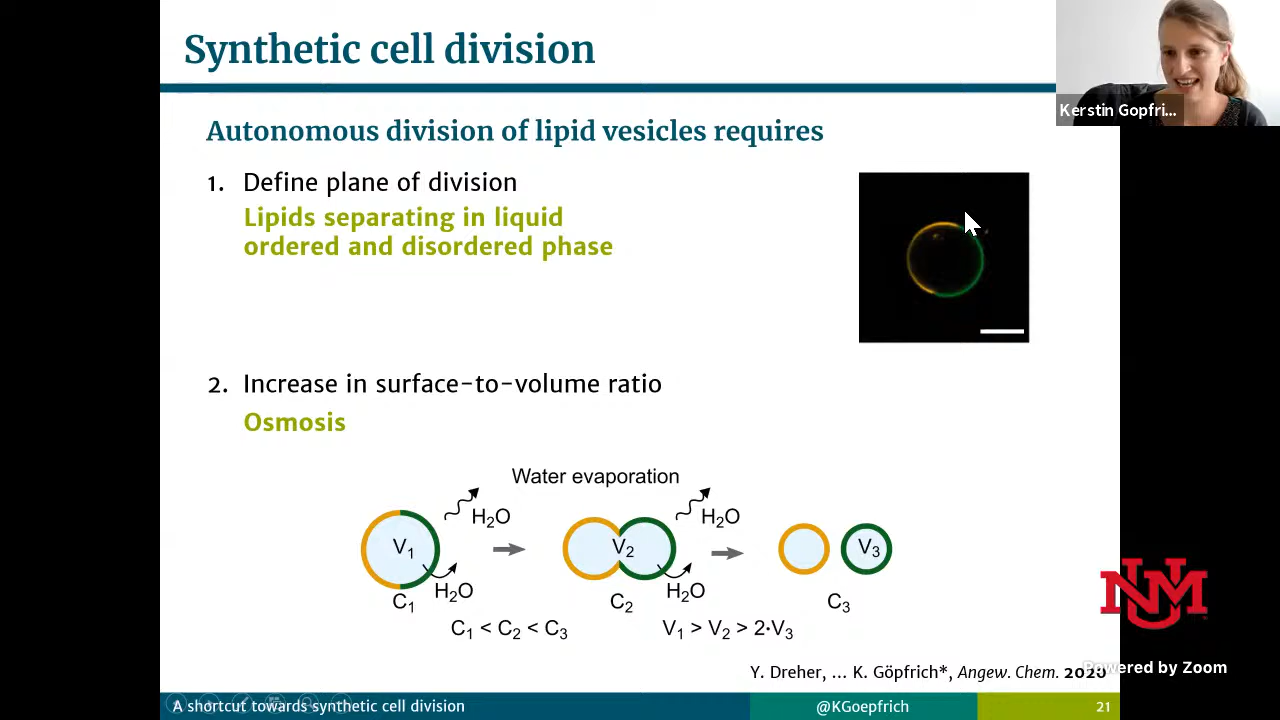 Synthetic cell division
Kerstin Gopfri...
Autonomous division of lipid vesicles requires
1. Define plane of division
Lipids separating in liquid
ordered and disordered phase
2. Increase in surface-to-volume ratio
Osmosis
Water evaporation
H2O
H2O
V1
V2
V3
H2O
H2O
C1
C2
C3
C1 < C2 < C3
V1 > V2 > 2·V3
UNM
Powered by Zoom
Y. Dreher, ... K. Göpfrich*, Angew. Chem. 2020
A shortcut towards synthetic cell division
@KGoepfrich
21